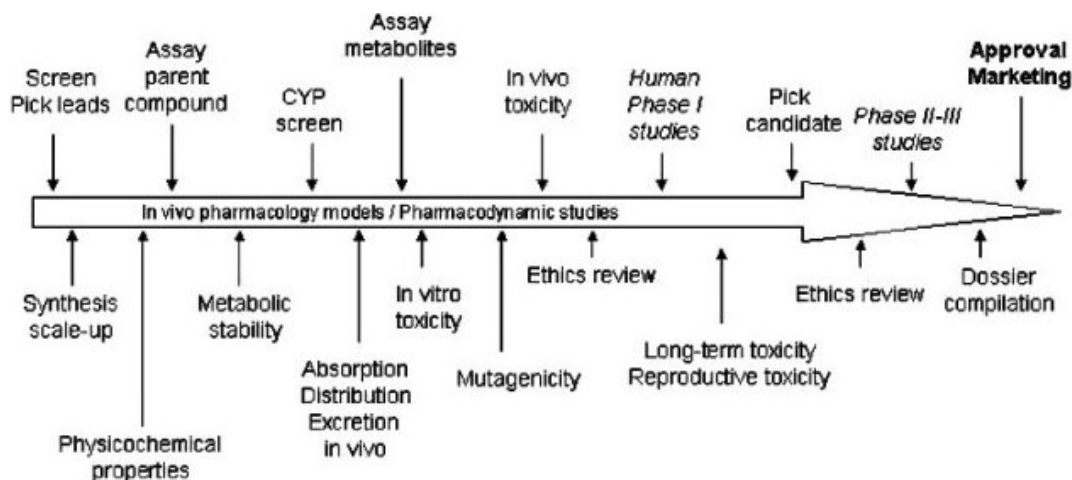 Screen
Pick leads
Assay
parent
compound
CYP
screen
Assay
metabolites
In vivo
toxicity
Human
Phase I
studies
Pick
candidate
Phase II-III
studies
Approval
Marketing
In vivo pharmacology models / Pharmacodynamic studies
Synthesis
scale-up
Physicochemical
properties
Metabolic
stability
Absorption
Distribution
Excretion
in vivo
In vitro
toxicity
Mutagenicity
Ethics review
Long-term toxicity
Reproductive toxicity
Ethics review
Dossier
compilation